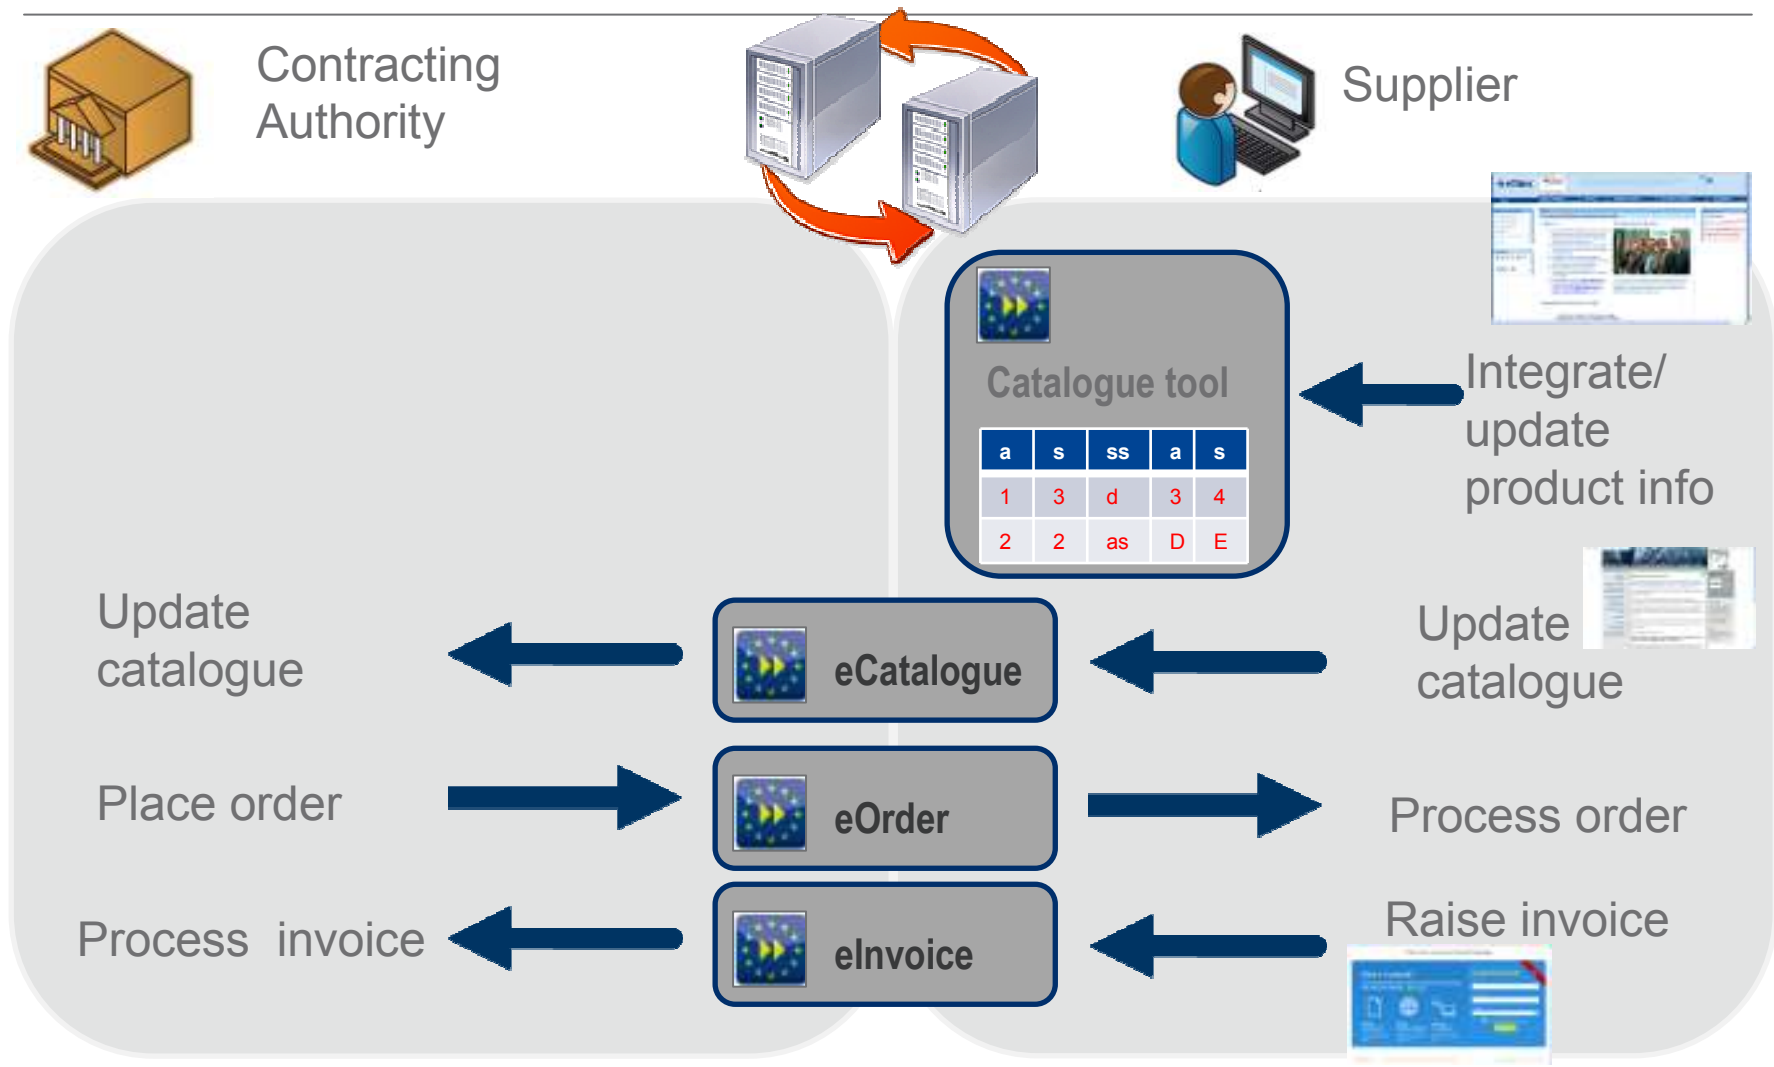 Contracting
Authority
Supplier
Catalogue tool
a s ss a s
1 3 d 3 4
2 2 as D E
Integrate/
update
product info
Update
catalogue
eCatalogue
Update
catalogue
Place order
eOrder
Process order
Process invoice
eInvoice
Raise invoice